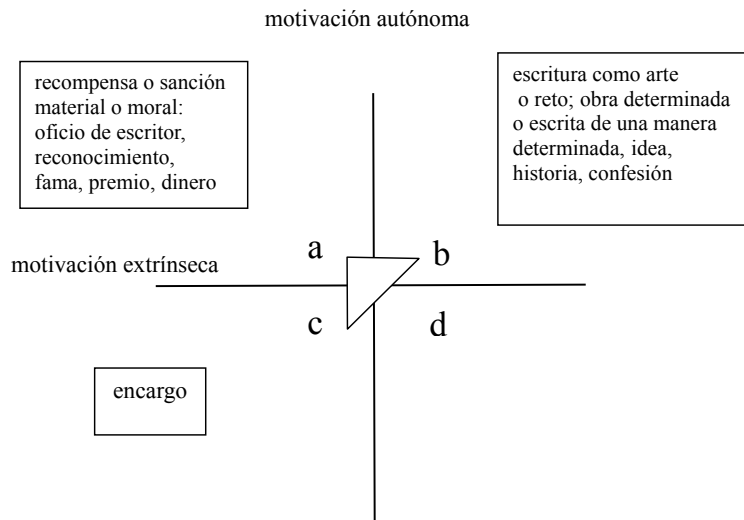 motivación autónoma
recompensa o sanción
material o moral:
oficio de escritor,
reconocimiento,
fama, premio, dinero
escritura como arte
o reto; obra determinada
o escrita de una manera
determinada, idea,
historia, confesión
a
b
motivación extrínseca
c
d
encargo